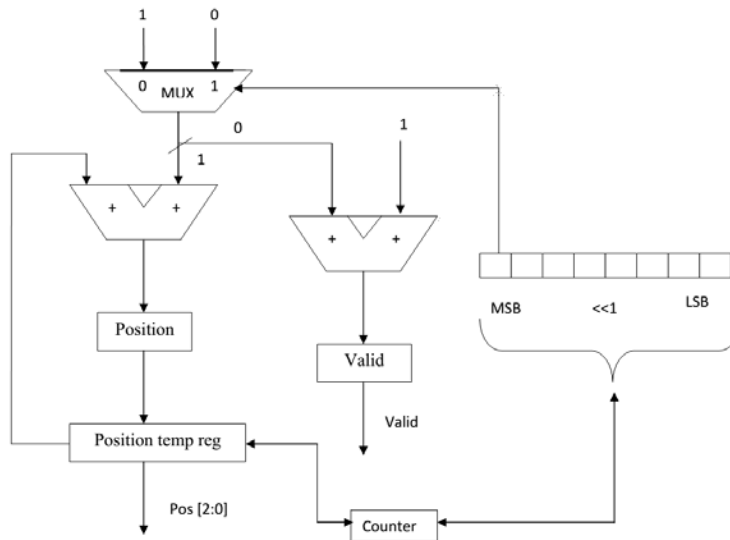 1 0
0 1
MUX
0
1
1
+ +
+ +
MSB <<1 LSB
Position
Valid
Valid
Position temp reg
Pos [2:0]
Counter